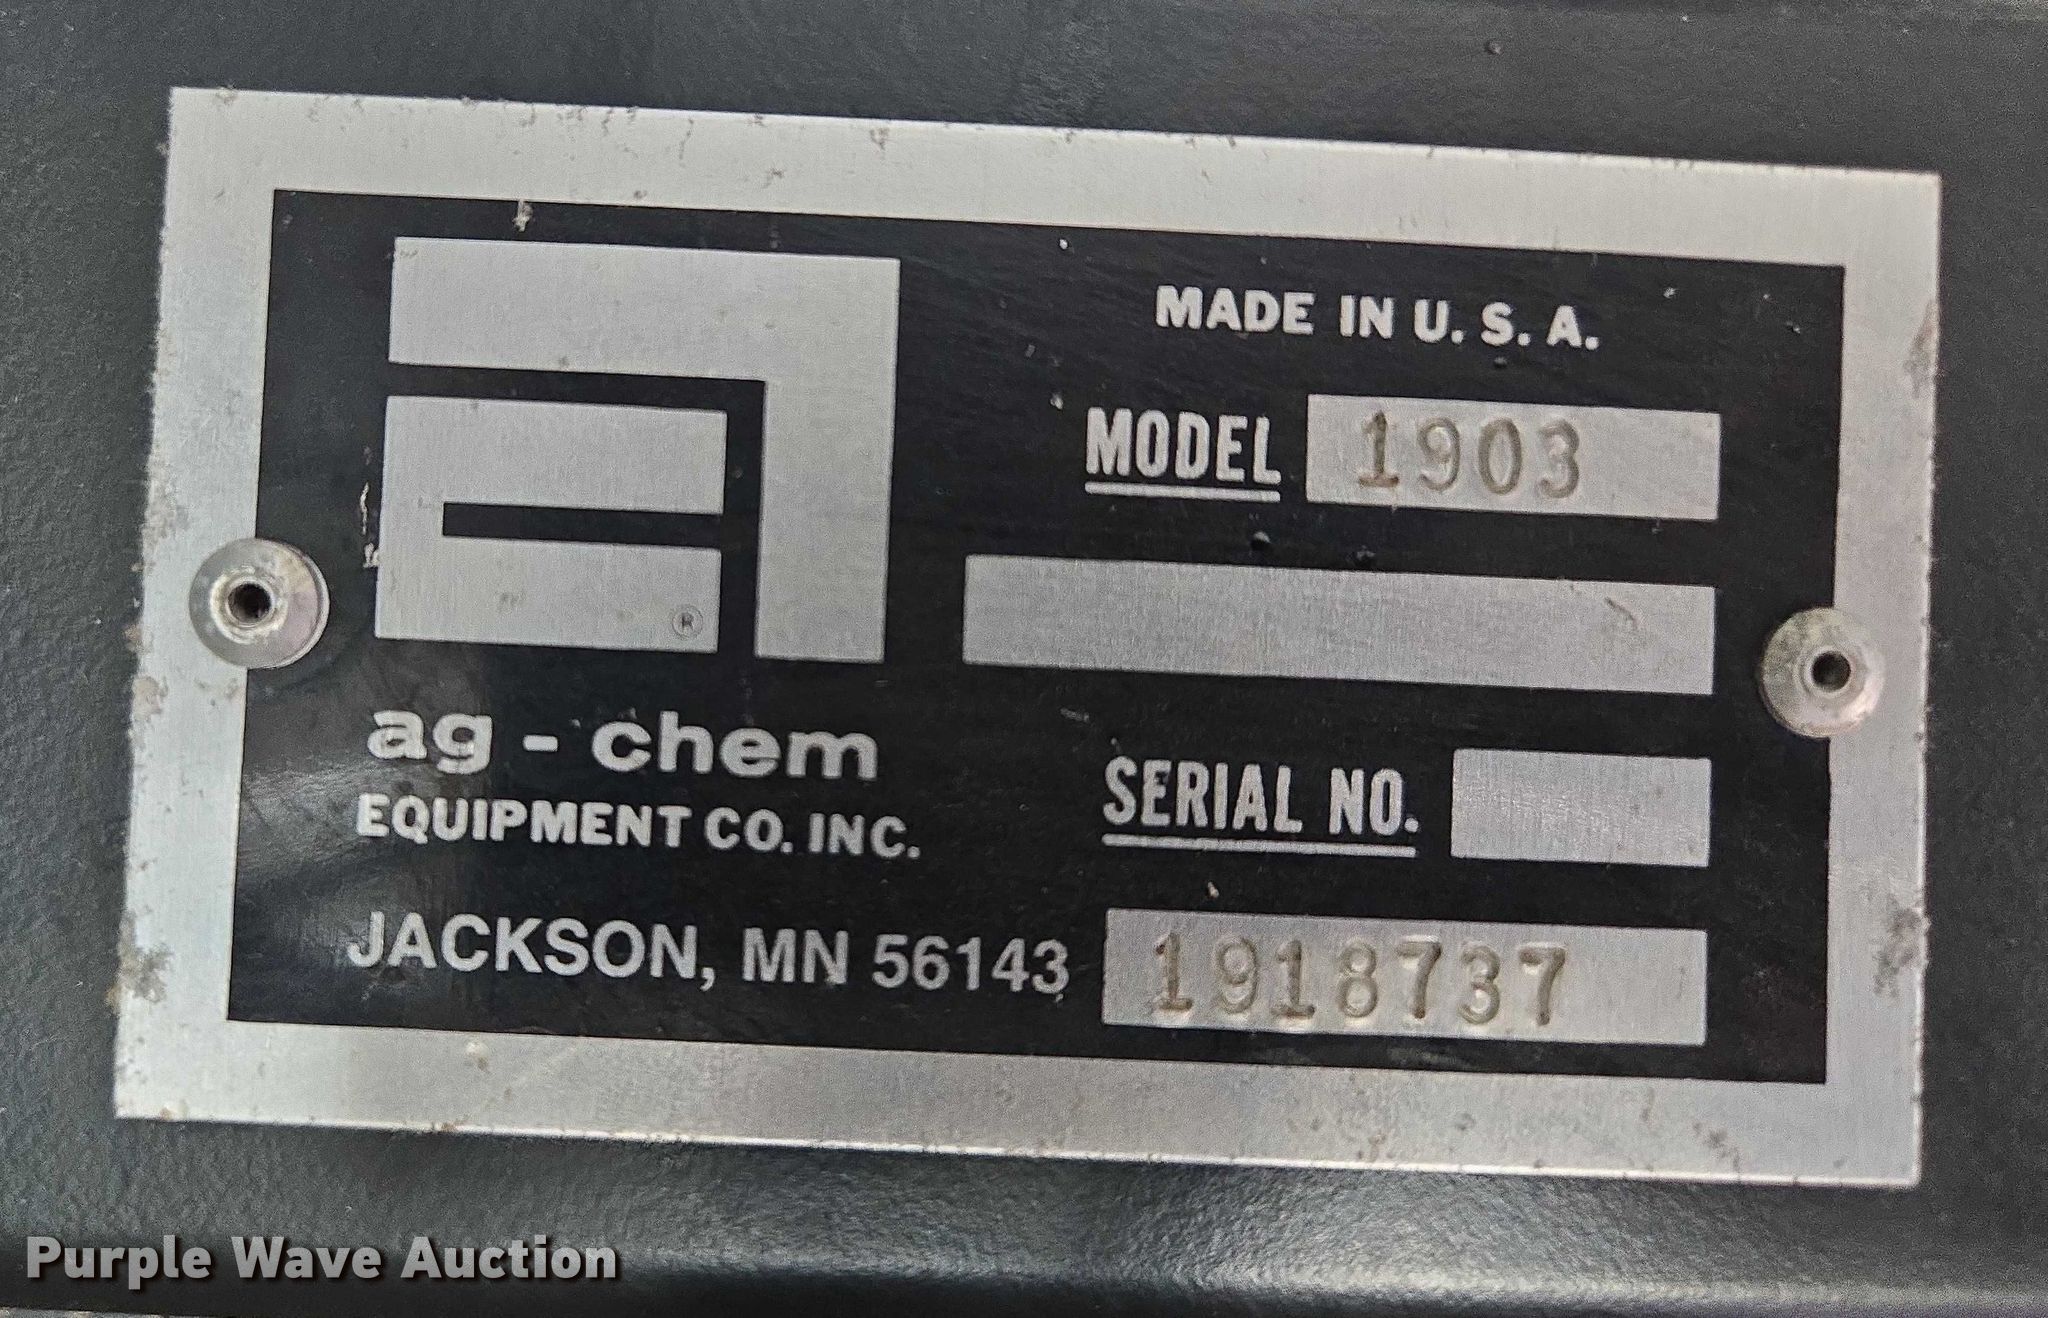 MADE IN U. S. A.
MODEL 1903
®
ag - chem
EQUIPMENT CO. INC.
SERIAL NO.
JACKSON, MN 56143
1918737
Purple Wave Auction